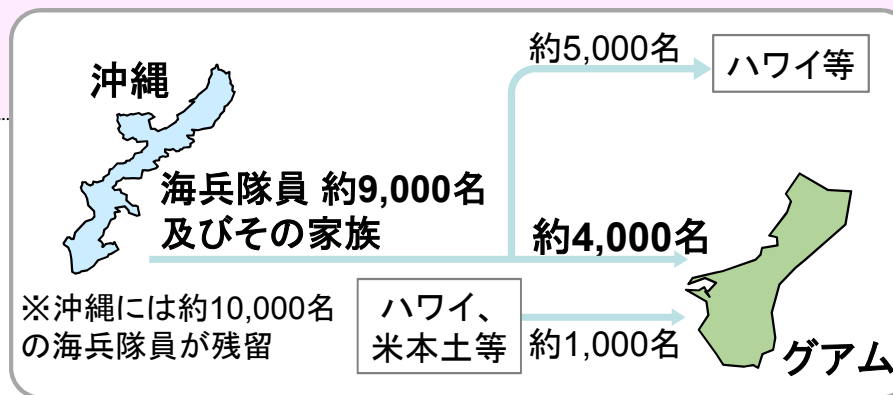 沖縄
約5,000名
ハワイ等
海兵隊員 約9,000名
及びその家族
約4,000名
※沖縄には約10,000名
の海兵隊員が残留
ハワイ、
米本土等
約1,000名
グアム